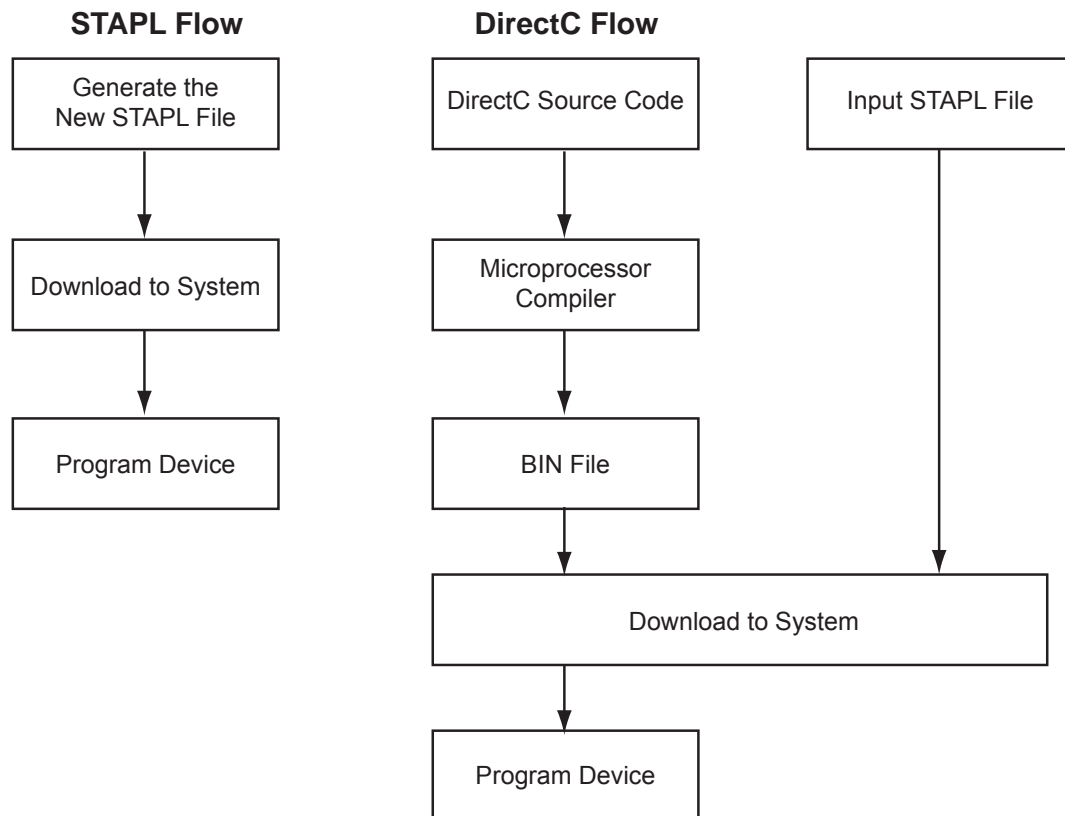 STAPL Flow
Generate the
New STAPL File
Download to System
Program Device
DirectC Flow
DirectC Source Code
Input STAPL File
Microprocessor
Compiler
BIN File
Download to System
Program Device